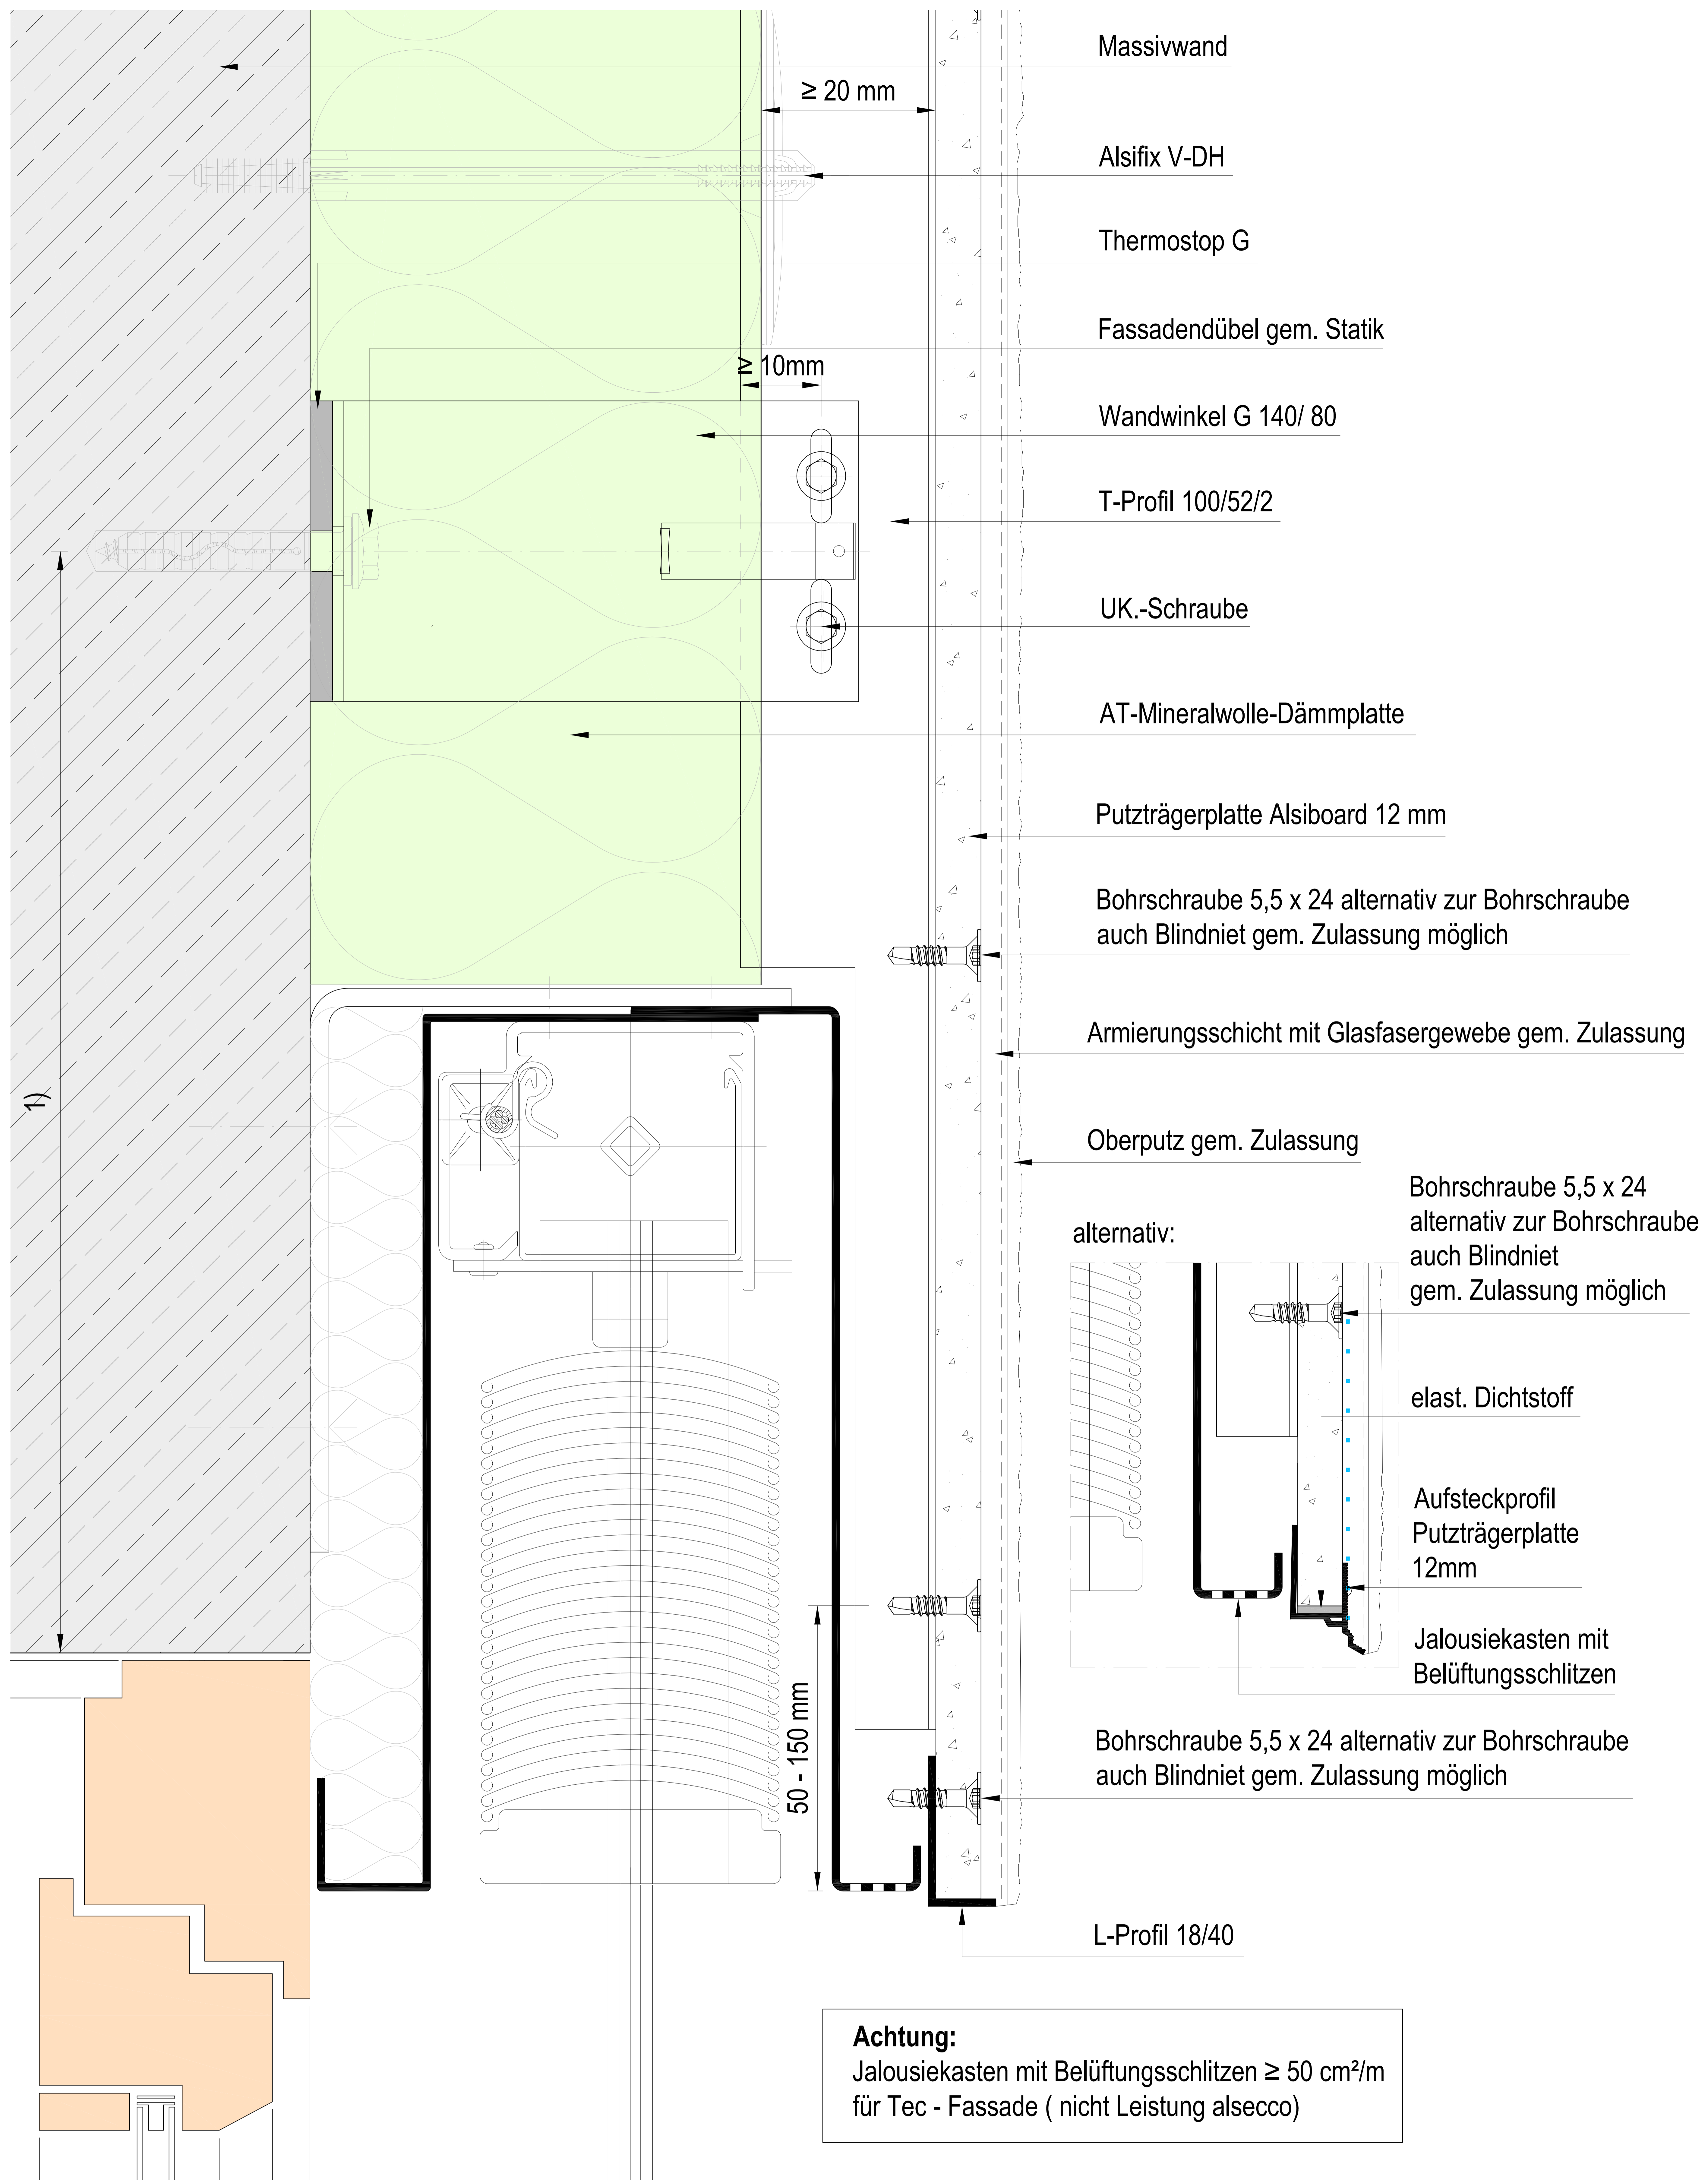 Massivwand
≥ 20 mm
Alsifix V-DH
Thermostop G
Fassadendübel gem. Statik
≥ 10mm
Wandwinkel G 140/ 80
T-Profil 100/52/2
UK.-Schraube
AT-Mineralwolle-Dämmplatte
Putzträgerplatte Alsiboard 12 mm
Bohrschraube 5,5 x 24 alternativ zur Bohrschraube
auch Blindniet gem. Zulassung möglich
Armierungsschicht mit Glasfasergewebe gem. Zulassung
1)
Oberputz gem. Zulassung
alternativ:
Bohrschraube 5,5 x 24
alternativ zur Bohrschraube
auch Blindniet
gem. Zulassung möglich
elast. Dichtstoff
Aufsteckprofil
Putzträgerplatte
12mm
Jalousiekasten mit
Belüftungsschlitzen
50 - 150 mm
Bohrschraube 5,5 x 24 alternativ zur Bohrschraube
auch Blindniet gem. Zulassung möglich
L-Profil 18/40
Achtung:
Jalousiekasten mit Belüftungsschlitzen ≥ 50 cm²/m
für Tec - Fassade ( nicht Leistung alsecco)